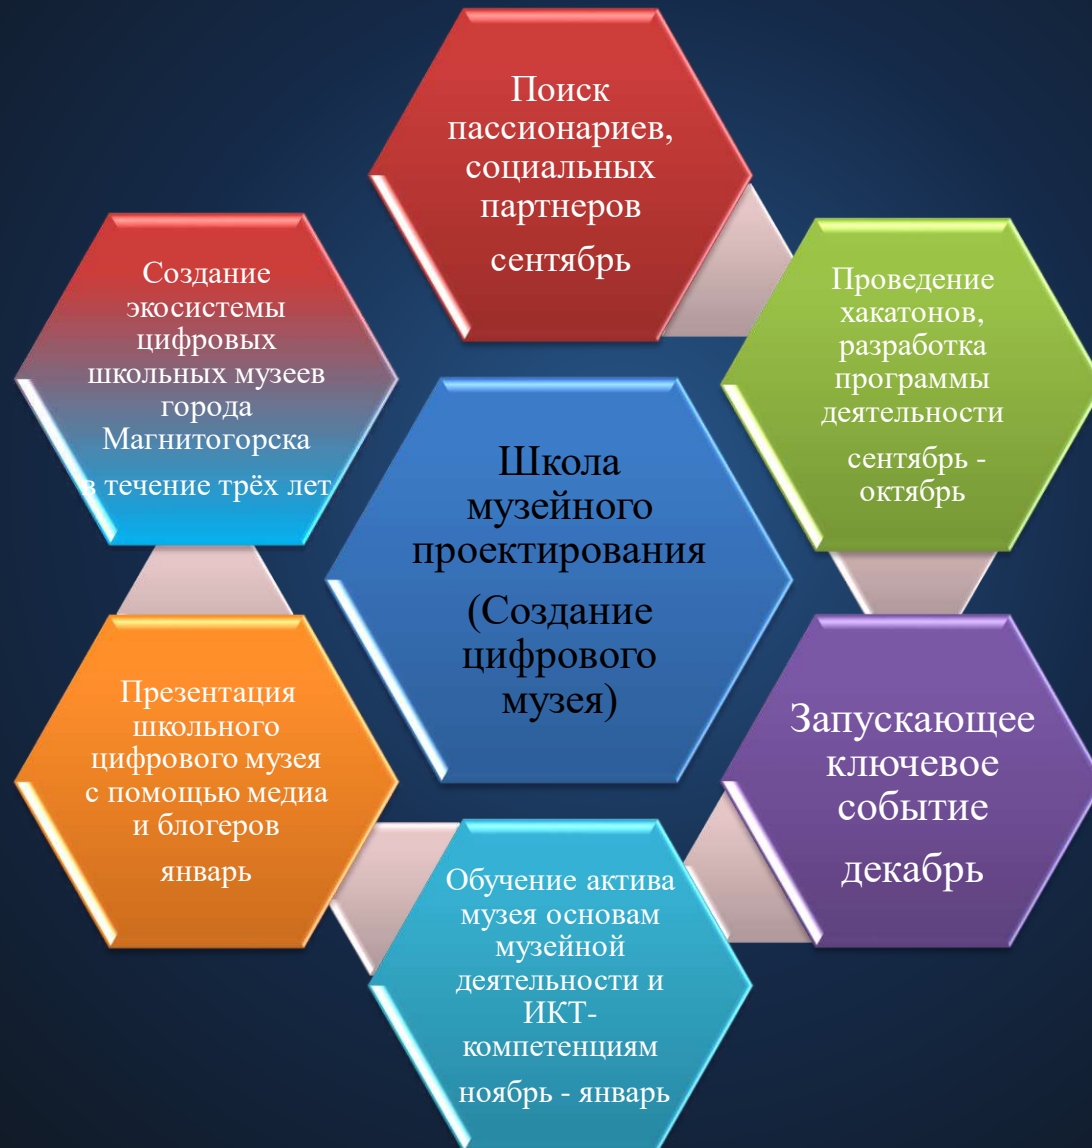 Поиск
пассионариев,
социальных
партнеров
сентябрь
Проведение
хакатонов,
разработка
программы
деятельности
сентябрь -
октябрь
Запускающее
ключевое
событие
декабрь
Обучение актива
музея основам
музейной
деятельности и
ИКТ-
компетенциям
ноябрь - январь
Презентация
школьного
цифрового музея
с помощью медиа
и блогеров
январь
Создание
экосистемы
цифровых
школьных музеев
города
Магнитогорска
в течение трёх лет
Школа
музейного
проектирования
(Создание
цифрового
музея)